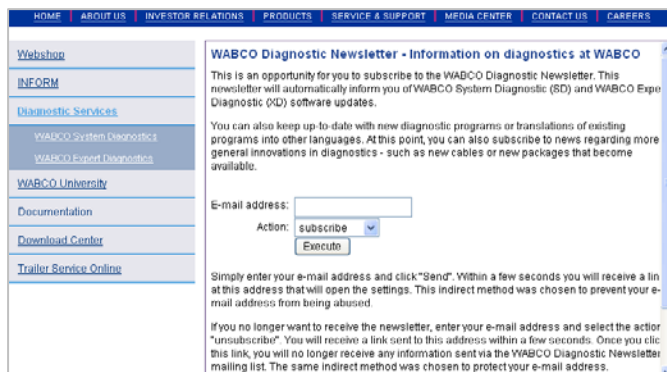 HOME ABOUT US INVESTOR RELATIONS PRODUCTS SERVICE & SUPPORT MEDIA CENTER CONTACT US CAREERS
Webshop
INFORM
Diagnostic Services
WABCO System Diagnostics
WABCO Expert Diagnostics
WABCO University
Documentation
Download Center
Trailer Service Online
WABCO Diagnostic Newsletter - Information on diagnostics at WABCO
This is an opportunity for you to subscribe to the WABCO Diagnostic Newsletter. This
newsletter will automatically inform you of WABCO System Diagnostic (SD) and WABCO Expe
Diagnostic (XD) software updates.
You can also keep up-to-date with new diagnostic programs or translations of existing
programs into other languages. At this point, you can also subscribe to news regarding more
general innovations in diagnostics - such as new cables or new packages that become
available.
E-mail address:
Action: subscribe
Execute
Simply enter your e-mail address and click "Send". Within a few seconds you will receive a lin
at this address that will open the settings. This indirect method was chosen to prevent your e-
mail address from being abused.
If you no longer want to receive the newsletter, enter your e-mail address and select the action
"unsubscribe". You will receive a link sent to this address within a few seconds. Once you clic
this link, you will no longer receive any information sent via the WABCO Diagnostic Newsletter
mailing list. The same indirect method was chosen to protect your e-mail address.